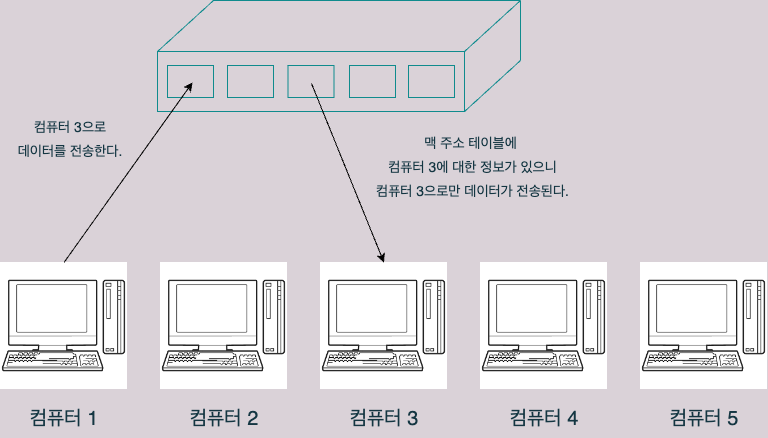 컴퓨터 3으로
데이터를 전송한다.
맥 주소 테이블에
컴퓨터 3에 대한 정보가 있으니
컴퓨터 3으로만 데이터가 전송된다.
컴퓨터 1
컴퓨터 2
컴퓨터 3
컴퓨터 4
컴퓨터 5